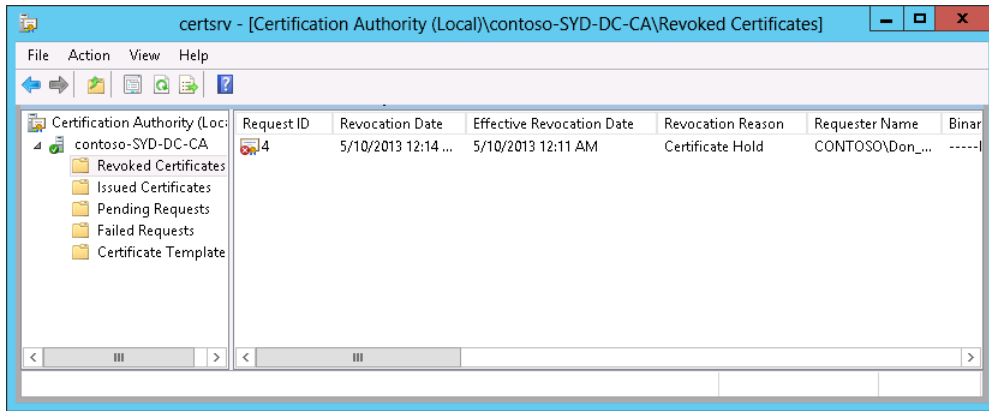 certsrv - [Certification Authority (Local)\contoso-SYD-DC-CA\Revoked Certificates]
File Action View Help
Certification Authority (Loc
contoso-SYD-DC-CA
Revoked Certificates
Issued Certificates
Pending Requests
Failed Requests
Certificate Template
Request ID Revocation Date Effective Revocation Date Revocation Reason Requester Name Binar
4 5/10/2013 12:14 ... 5/10/2013 12:11 AM Certificate Hold CONTOSO\Don_... -----